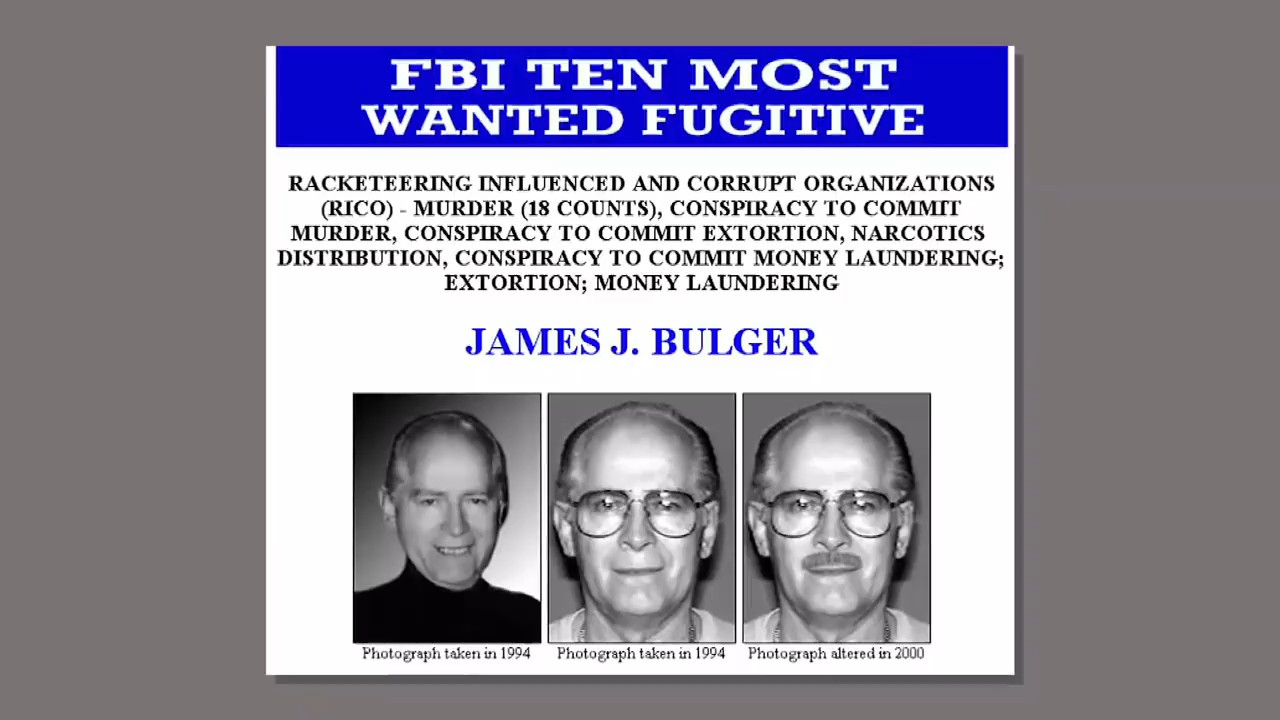 FBI TEN MOST
WANTED FUGITIVE
RACKETEERING INFLUENCED AND CORRUPT ORGANIZATIONS
(RICO) - MURDER (18 COUNTS), CONSPIRACY TO COMMIT
MURDER, CONSPIRACY TO COMMIT EXTORTION, NARCOTICS
DISTRIBUTION, CONSPIRACY TO COMMIT MONEY LAUNDERING;
EXTORTION; MONEY LAUNDERING
JAMES J. BULGER
Photograph taken in 1994
Photograph taken in 1994
Photograph altered in 2000